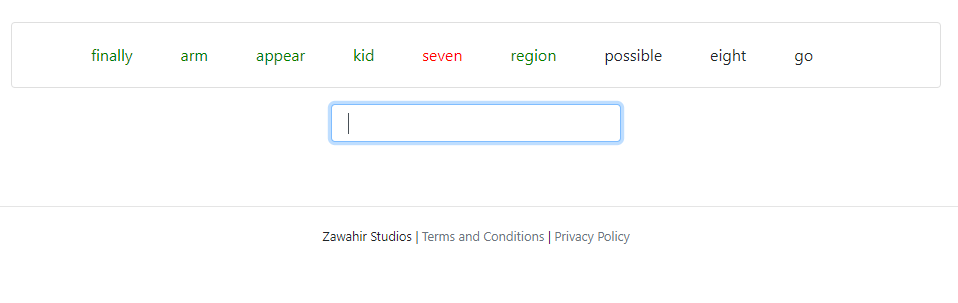 finally arm appear kid seven region possible eight go
Zawahir Studios | Terms and Conditions | Privacy Policy